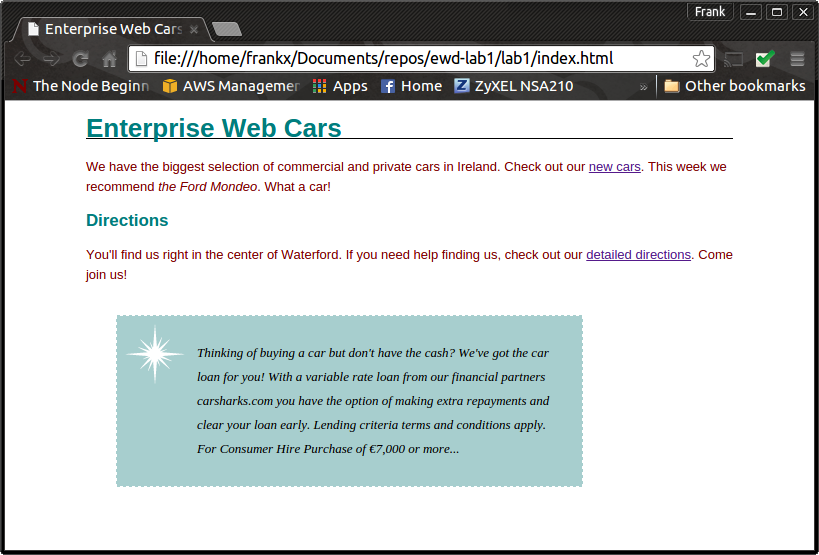 Frank
Enterprise Web Cars
file:///home/frankx/Documents/repos/ewd-lab1/lab1/index.html
N The Node Beginn AWS Managemer Apps f Home Z ZyXEL NSA210 » Other bookmarks
Enterprise Web Cars
We have the biggest selection of commercial and private cars in Ireland. Check out our new cars. This week we
recommend the Ford Mondeo. What a car!
Directions
You'll find us right in the center of Waterford. If you need help finding us, check out our detailed directions. Come
join us!
Thinking of buying a car but don't have the cash? We've got the car
loan for you! With a variable rate loan from our financial partners
carsharks.com you have the option of making extra repayments and
clear your loan early. Lending criteria terms and conditions apply.
For Consumer Hire Purchase of €7,000 or more...